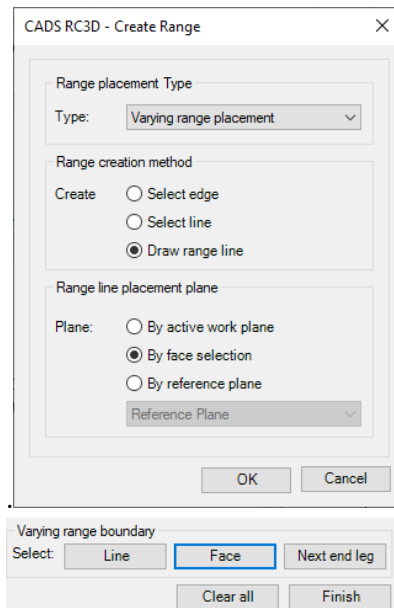 CADS RC3D - Create Range
Range placement Type
Type: Varying range placement
Range creation method
Create Select edge
Select line
Draw range line
Range line placement plane
Plane: By active work plane
By face selection
By reference plane
Reference Plane
OK Cancel
.
Varying range boundary
Select: Line Face Next end leg
Clear all Finish